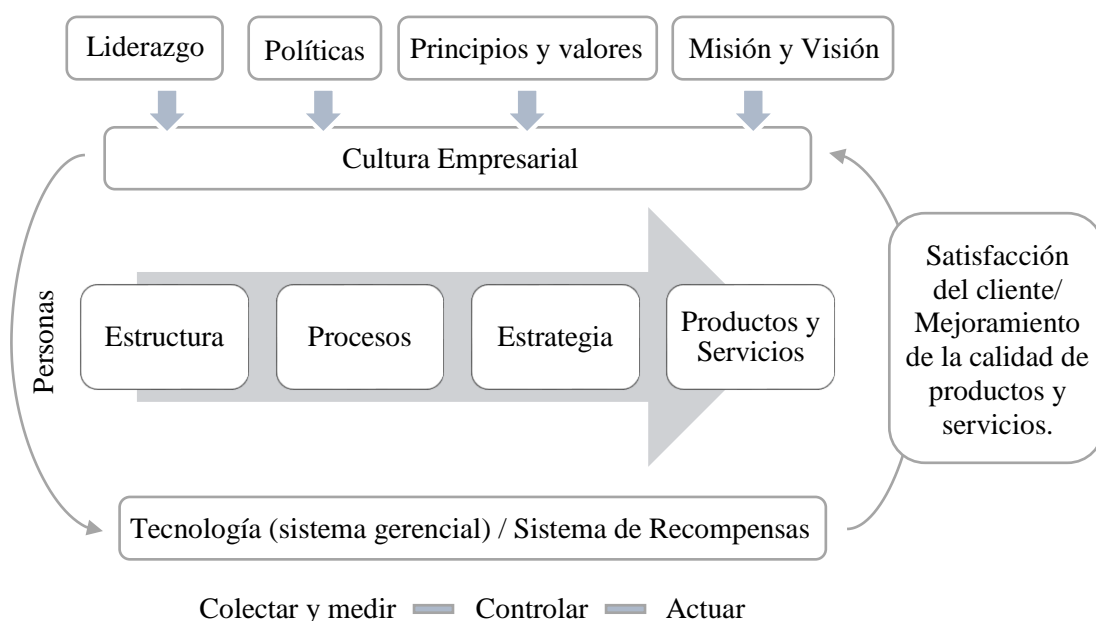 Liderazgo
Políticas
Principios y valores
Misión y Visión
Cultura Empresarial
Personas
Estructura
Procesos
Estrategia
Productos y
Servicios
Satisfacción
del cliente/
Mejoramiento
de la calidad de
productos y
servicios.
Tecnología (sistema gerencial) / Sistema de Recompensas
Colectar y medir
Controlar
Actuar